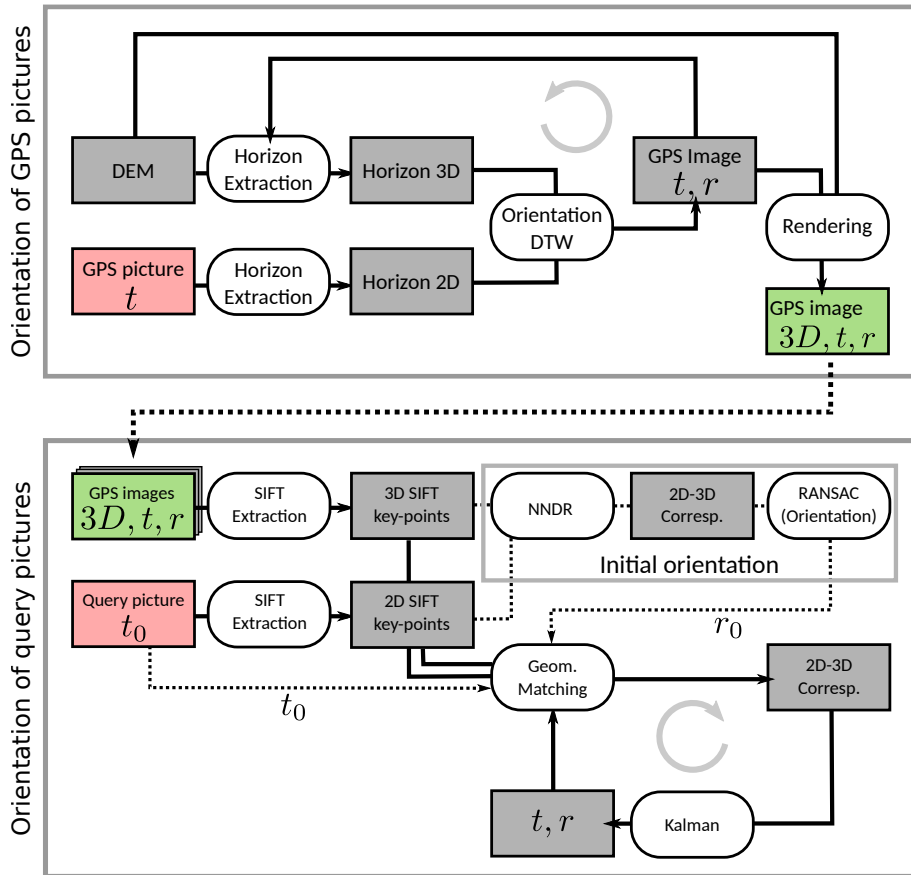 Orientation of GPS pictures
DEM
Horizon
Extraction
Horizon 3D
GPS Image
t, r
Orientation
DTW
Rendering
GPS picture
t
Horizon
Extraction
Horizon 2D
GPS image
3D, t, r
Orientation of query pictures
GPS images
3D, t, r
SIFT
Extraction
3D SIFT
key-points
NNDR
2D-3D
Corresp.
RANSAC
(Orientation)
Initial orientation
Query picture
t₀
SIFT
Extraction
2D SIFT
key-points
r₀
Geom.
Matching
2D-3D
Corresp.
t₀
t, r
Kalman